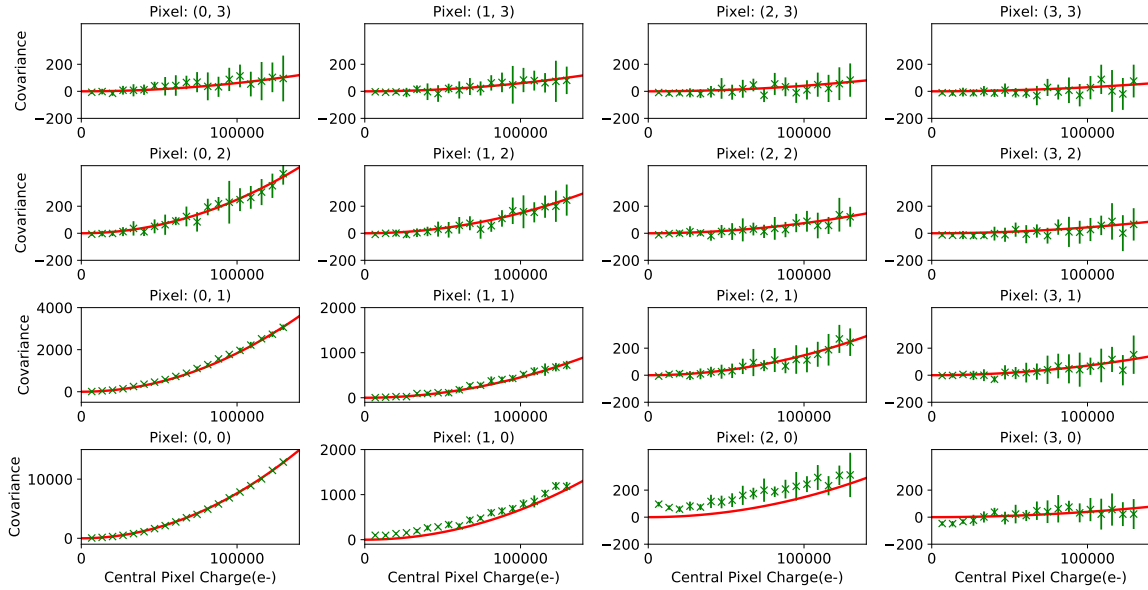 Pixel: (0, 3) Pixel: (1, 3) Pixel: (2, 3) Pixel: (3, 3)
Covariance
200 200 200 200
0 0 0 0
−200 −200 −200 −200
0 100000 0 100000 0 100000 0 100000
Pixel: (0, 2) Pixel: (1, 2) Pixel: (2, 2) Pixel: (3, 2)
Covariance
200 200 200 200
0 0 0 0
−200 −200 −200 −200
0 100000 0 100000 0 100000 0 100000
Pixel: (0, 1) Pixel: (1, 1) Pixel: (2, 1) Pixel: (3, 1)
Covariance
4000 2000
2000 1000 200 200
0 0 0 0
−200 −200
0 100000 0 100000 0 100000 0 100000
Pixel: (0, 0) Pixel: (1, 0) Pixel: (2, 0) Pixel: (3, 0)
Covariance
2000
10000 1000 200 200
0 0 0 0
−200 −200
0 100000 0 100000 0 100000 0 100000
Central Pixel Charge(e-) Central Pixel Charge(e-) Central Pixel Charge(e-) Central Pixel Charge(e-)